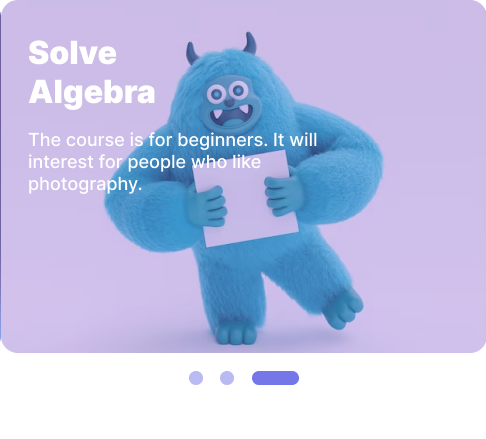 Solve
Algebra
The course is for beginners. It will
interest for people who like
photography.